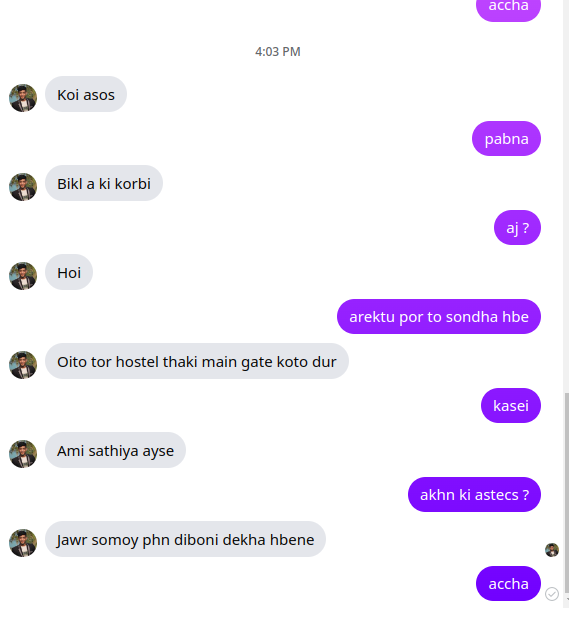 accha
4:03 PM
Koi asos
pabna
Bikl a ki korbi
aj ?
Hoi
arektu por to sondha hbe
Oito tor hostel thaki main gate koto dur
kasei
Ami sathiya ayse
akhn ki astecs ?
Jawr somoy phn diboni dekha hbene
accha